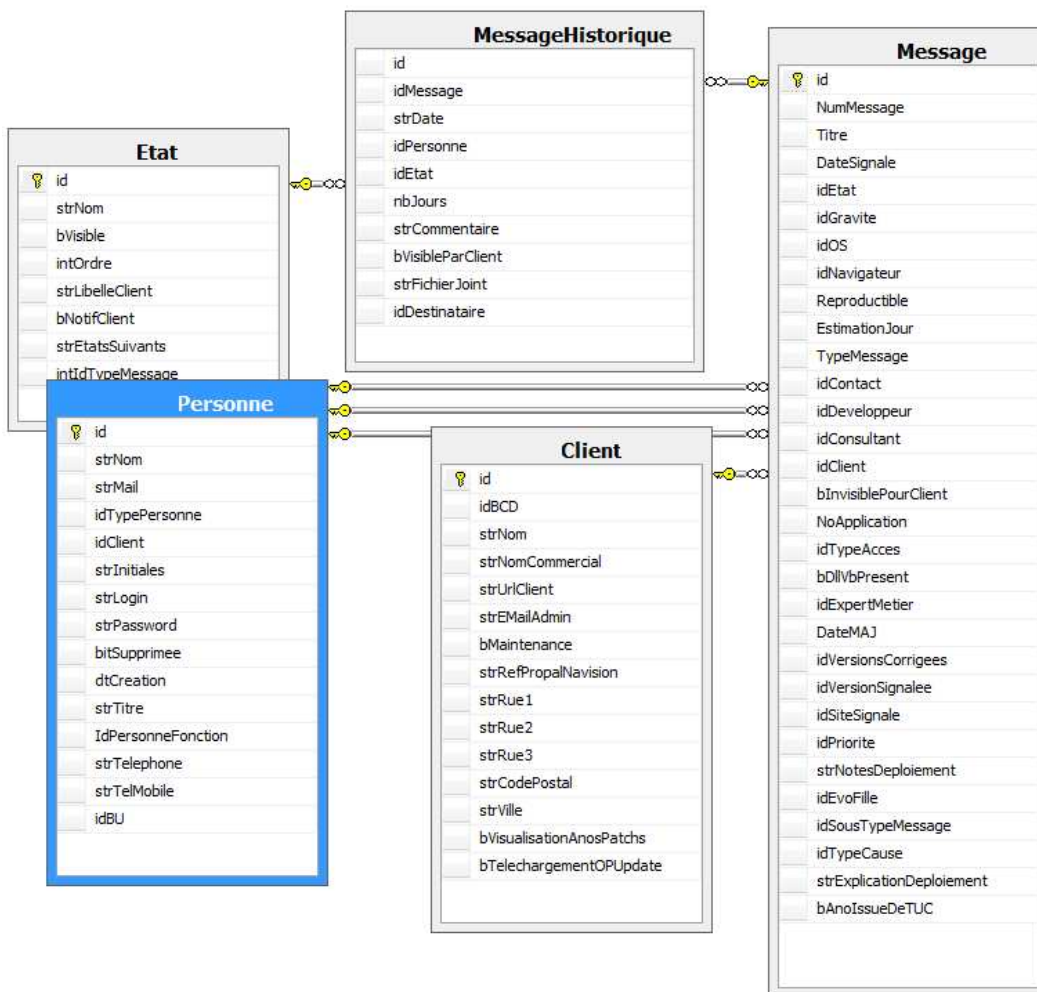 MessageHistorique
id
idMessage
strDate
idPersonne
idEtat
nbJours
strCommentaire
bVisibleParClient
strFichierJoint
idDestinataire
Message
id
NumMessage
Titre
DateSignale
idEtat
idGravite
idOS
idNavigateur
Reproductible
EstimationJour
TypeMessage
idContact
idDeveloppeur
idConsultant
idClient
bInvisiblePourClient
NoApplication
idTypeAcces
bDllVbPresent
idExpertMetier
DateMAJ
idVersionsCorrigees
idVersionSignalee
idSiteSignale
idPriorite
strNotesDeploiement
idEvoFille
idSousTypeMessage
idTypeCause
strExplicationDeploiement
bAnoIssueDeTUC
Etat
id
strNom
bVisible
intOrdre
strLibelleClient
bNotifClient
strEtatsSuivants
intIdTypeMessage
Personne
id
strNom
strMail
idTypePersonne
idClient
strInitiales
strLogin
strPassword
bitSupprimee
dtCreation
strTitre
IdPersonneFonction
strTelephone
strTelMobile
idBU
Client
id
idBCD
strNom
strNomCommercial
strUrlClient
strEMailAdmin
bMaintenance
strRefPropalNavision
strRue1
strRue2
strRue3
strCodePostal
strVille
bVisualisationAnosPatchs
bTelechargementOPUpdate